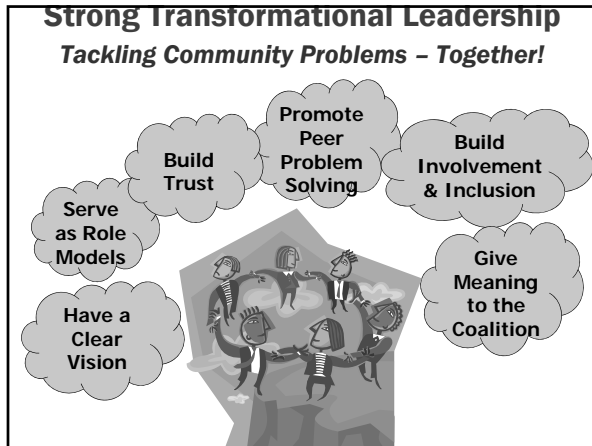 Strong Transformational Leadership
Tackling Community Problems – Together!
Have a
Clear
Vision
Serve
as Role
Models
Build
Trust
Promote
Peer
Problem
Solving
Build
Involvement
& Inclusion
Give
Meaning
to the
Coalition